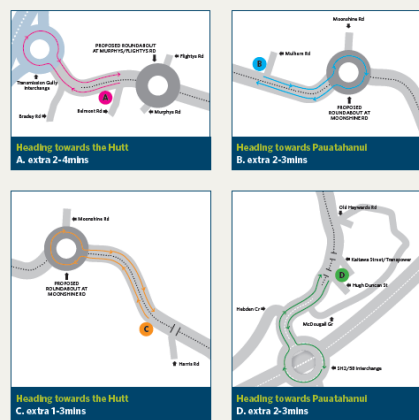 PROPOSED ROUNDABOUT
AT MURPHYS/FLIGHTYS RD
Flightys Rd
Transmission Gully
Interchange
Bradey Rd
A
Belmont Rd
Murphys Rd
Heading towards the Hutt
A. extra 2-4mins
Moonshine Rd
B
Mulhern Rd
PROPOSED
ROUNDABOUT AT
MOONSHINE RD
Heading towards Pauatahanui
B. extra 2-3mins
Moonshine Rd
PROPOSED
ROUNDABOUT AT
MOONSHINE RD
C
Harris Rd
Heading towards the Hutt
C. extra 1-3mins
Old Haywards Rd
Kaitawa Street/Transpower
D
Hugh Duncan St
Hebden Cr
McDougall Gr
SH2/58 Interchange
Heading towards Pauatahanui
D. extra 2-3mins